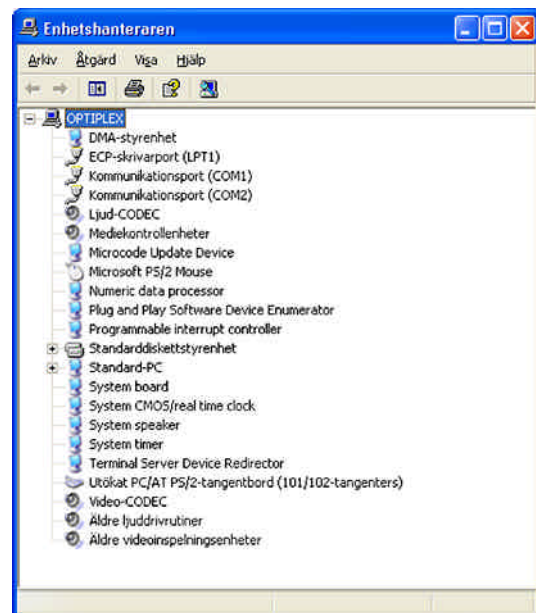 Enhetshanteraren
Arkiv Åtgärd Visa Hjälp
OPTIPLEX
DMA-styrenhet
ECP-skrivarport (LPT1)
Kommunikationsport (COM1)
Kommunikationsport (COM2)
Ljud-CODEC
Mediekontrollenheter
Microcode Update Device
Microsoft PS/2 Mouse
Numeric data processor
Plug and Play Software Device Enumerator
Programmable interrupt controller
Standarddiskettstyrenhet
Standard-PC
System board
System CMOS/real time clock
System speaker
System timer
Terminal Server Device Redirector
Utökat PC/AT PS/2-tangentbord (101/102-tangenters)
Video-CODEC
Äldre ljuddrivrutiner
Äldre videoinspelningsenheter